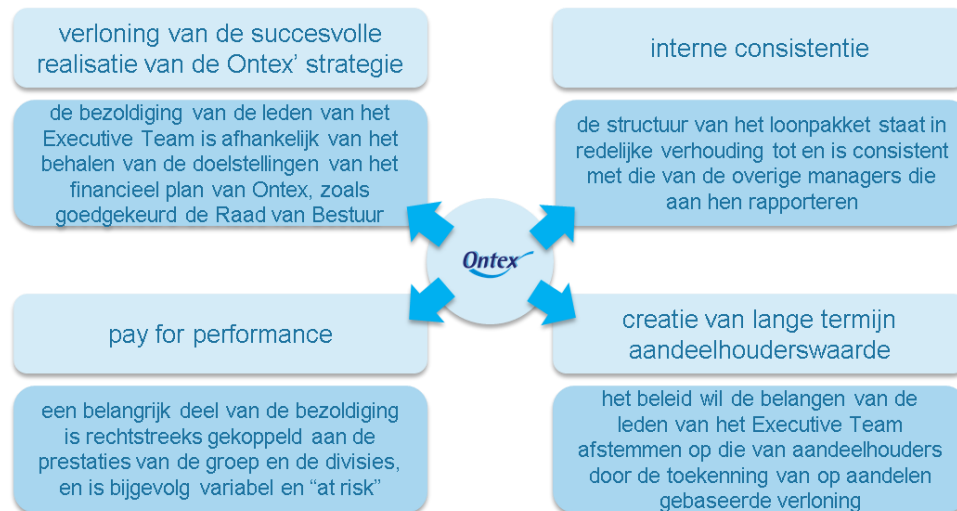 verloning van de succesvolle
realisatie van de Ontex’ strategie
de bezoldiging van de leden van het
Executive Team is afhankelijk van het
behalen van de doelstellingen van het
financieel plan van Ontex, zoals
goedgekeurd de Raad van Bestuur
interne consistentie
de structuur van het loonpakket staat in
redelijke verhouding tot en is consistent
met die van de overige managers die
aan hen rapporteren
Ontex
pay for performance
een belangrijk deel van de bezoldiging
is rechtstreeks gekoppeld aan de
prestaties van de groep en de divisies,
en is bijgevolg variabel en “at risk”
creatie van lange termijn
aandeelhouderswaarde
het beleid wil de belangen van de
leden van het Executive Team
afstemmen op die van aandeelhouders
door de toekenning van op aandelen
gebaseerde verloning